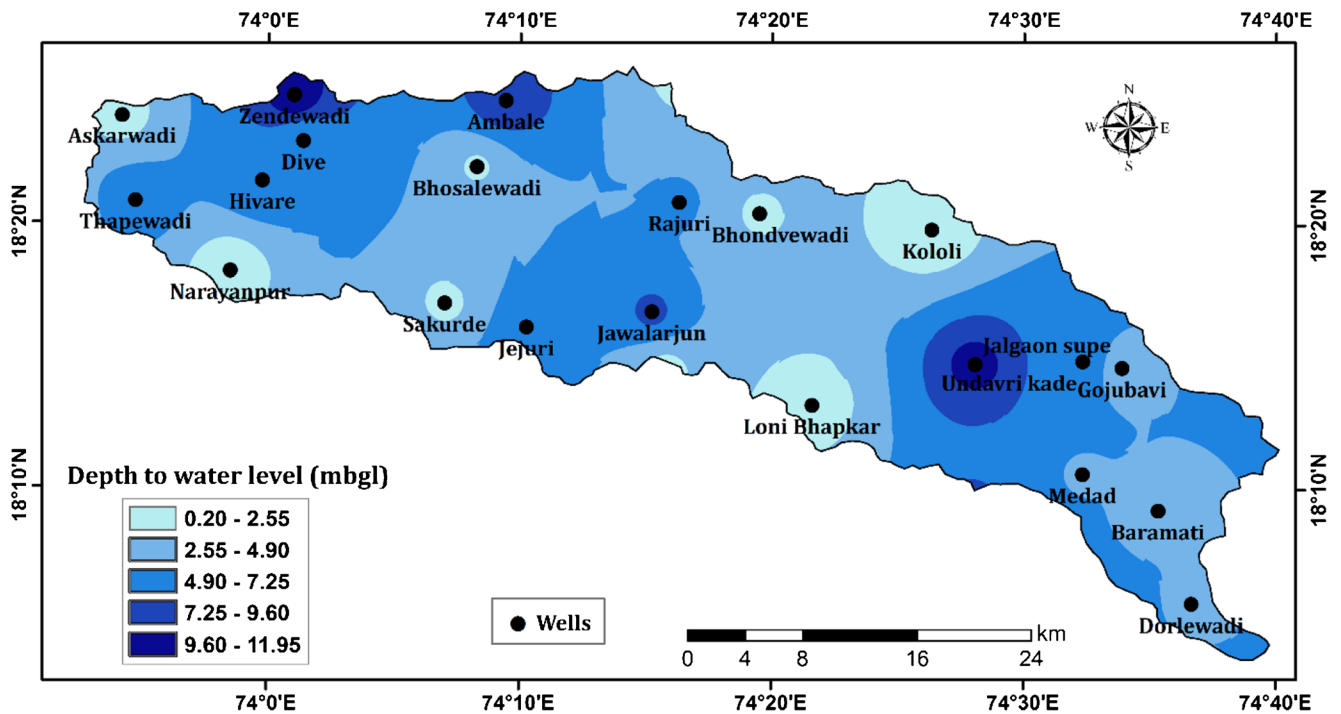 74°0'E 74°10'E 74°20'E 74°30'E 74°40'E
N
W E
S
Zendewadi
Ambale
Askarwadi
Dive
Bhosalewadi
Hivare
Thapewadi
Rajuri
Bhondvewadi
18°20'N
18°20'N
Kololi
Narayanpur
Sakurde
Jejuri
Jawalarjun
Jalgaon supe
Undavri kade
Gojubavi
Loni Bhapkar
18°10'N
18°10'N
Medad
Baramati
Dorlewadi
Depth to water level (mbgl)
0.20 - 2.55
2.55 - 4.90
4.90 - 7.25
7.25 - 9.60
9.60 - 11.95
Wells
km
0 4 8 16 24
74°0'E 74°10'E 74°20'E 74°30'E 74°40'E